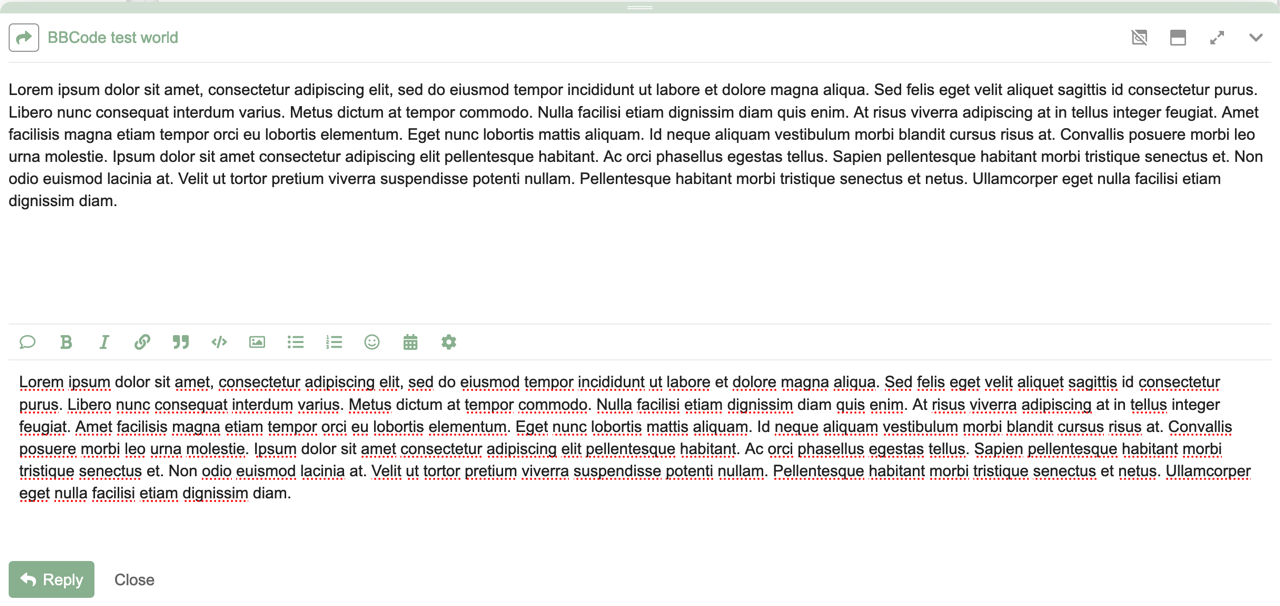 BBCode test world
Lorem ipsum dolor sit amet, consectetur adipiscing elit, sed do eiusmod tempor incididunt ut labore et dolore magna aliqua. Sed felis eget velit aliquet sagittis id consectetur purus.
Libero nunc consequat interdum varius. Metus dictum at tempor commodo. Nulla facilisi etiam dignissim diam quis enim. At risus viverra adipiscing at in tellus integer feugiat. Amet
facilisis magna etiam tempor orci eu lobortis elementum. Eget nunc lobortis mattis aliquam. Id neque aliquam vestibulum morbi blandit cursus risus at. Convallis posuere morbi leo
urna molestie. Ipsum dolor sit amet consectetur adipiscing elit pellentesque habitant. Ac orci phasellus egestas tellus. Sapien pellentesque habitant morbi tristique senectus et. Non
odio euismod lacinia at. Velit ut tortor pretium viverra suspendisse potenti nullam. Pellentesque habitant morbi tristique senectus et netus. Ullamcorper eget nulla facilisi etiam
dignissim diam.
Lorem ipsum dolor sit amet, consectetur adipiscing elit, sed do eiusmod tempor incididunt ut labore et dolore magna aliqua. Sed felis eget velit aliquet sagittis id consectetur
purus. Libero nunc consequat interdum varius. Metus dictum at tempor commodo. Nulla facilisi etiam dignissim diam quis enim. At risus viverra adipiscing at in tellus integer
feugiat. Amet facilisis magna etiam tempor orci eu lobortis elementum. Eget nunc lobortis mattis aliquam. Id neque aliquam vestibulum morbi blandit cursus risus at. Convallis
posuere morbi leo urna molestie. Ipsum dolor sit amet consectetur adipiscing elit pellentesque habitant. Ac orci phasellus egestas tellus. Sapien pellentesque habitant morbi
tristique senectus et. Non odio euismod lacinia at. Velit ut tortor pretium viverra suspendisse potenti nullam. Pellentesque habitant morbi tristique senectus et netus. Ullamcorper
eget nulla facilisi etiam dignissim diam.
Reply Close